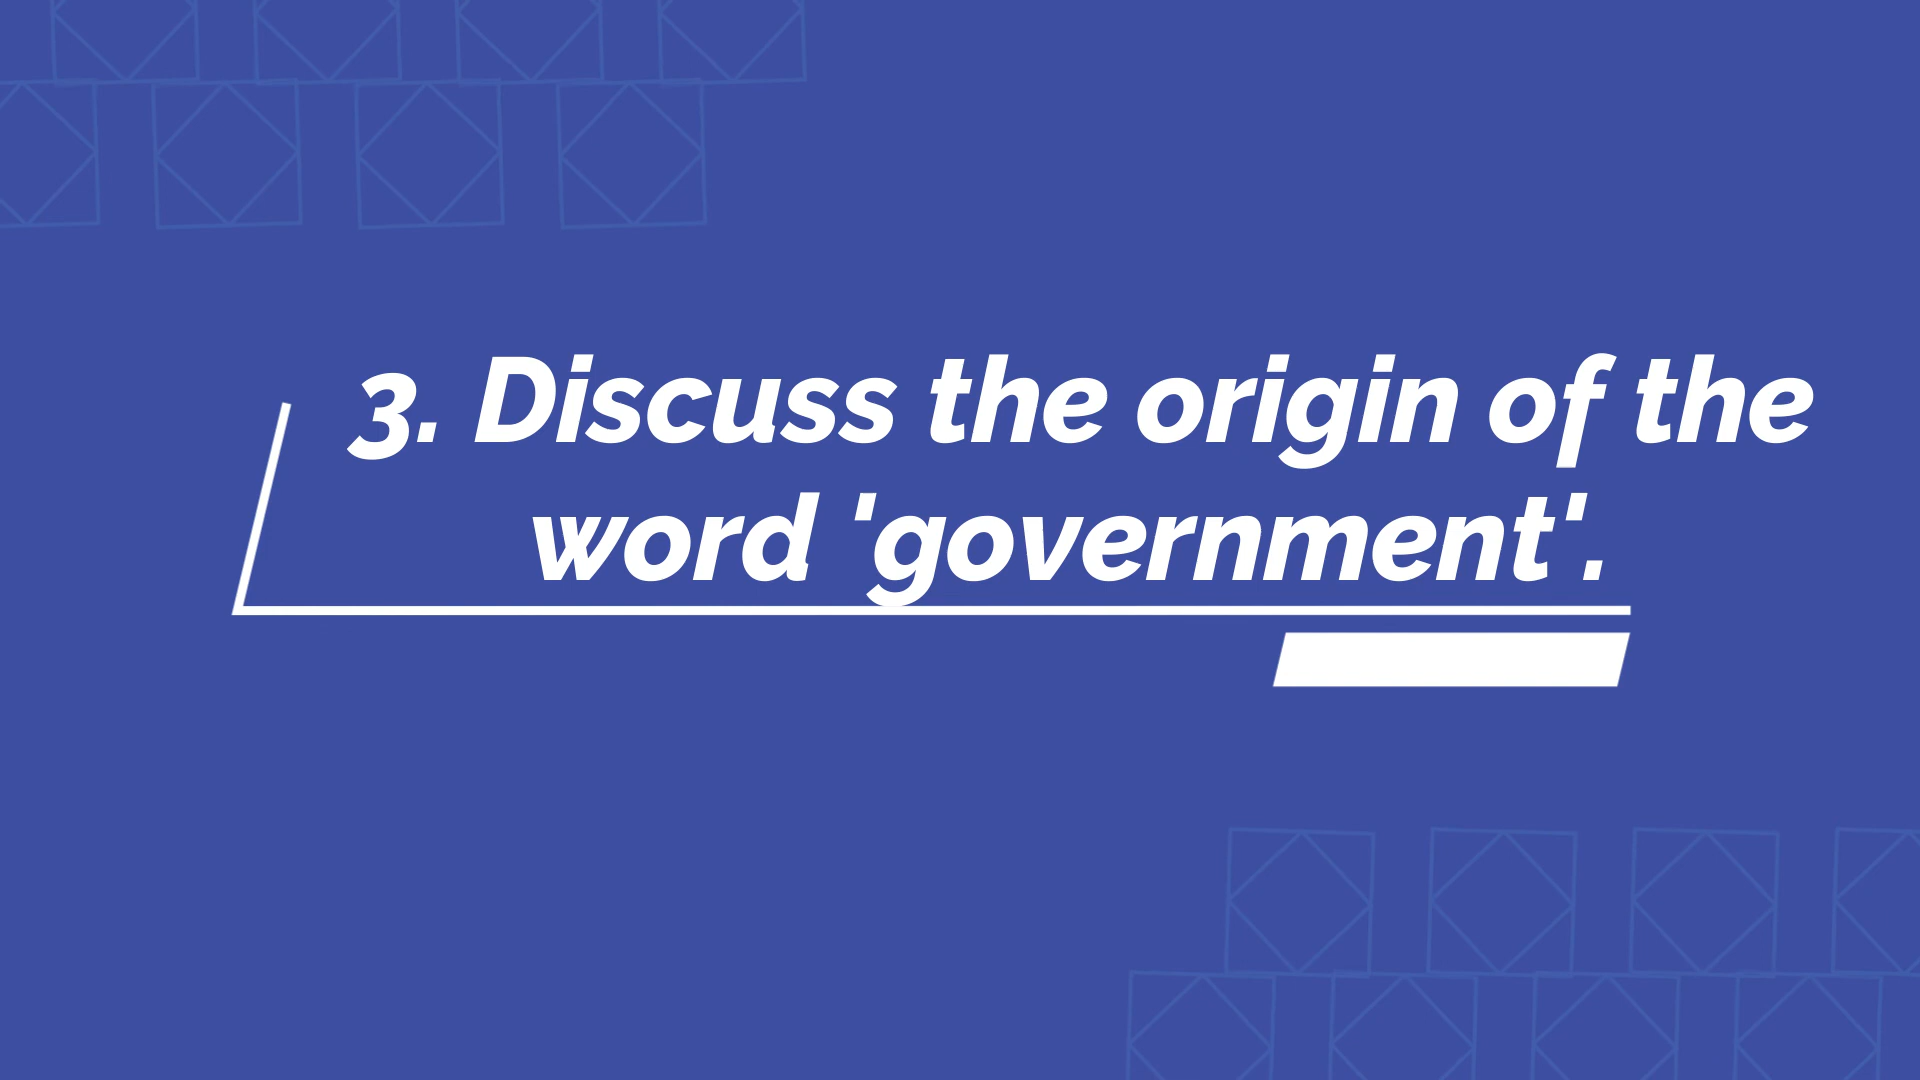 3. Discuss the origin of the
word 'government'.